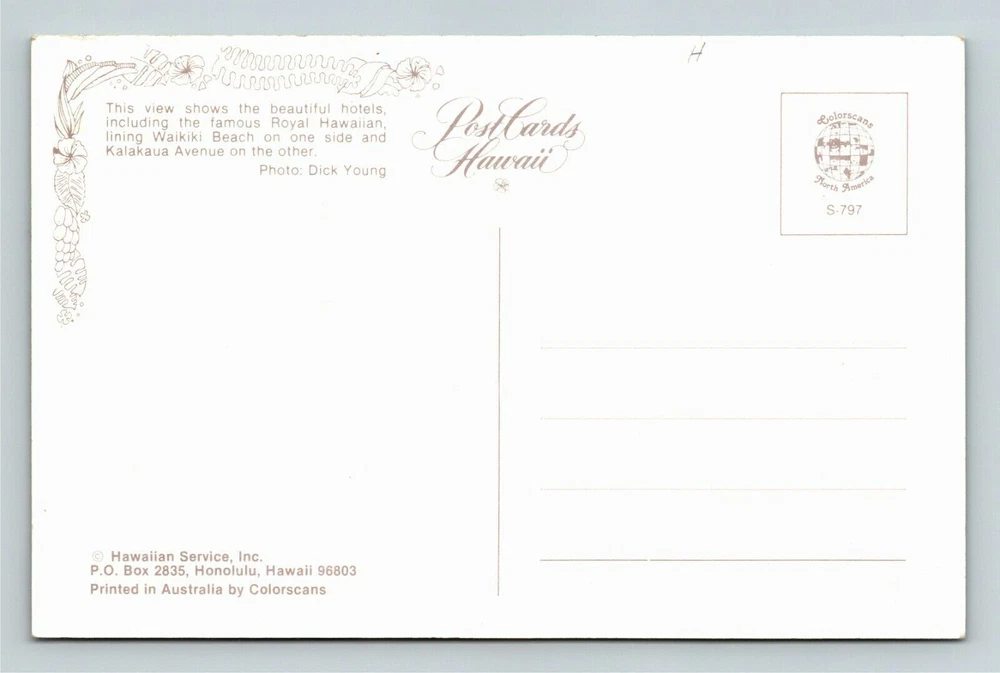 This view shows the beautiful hotels,
including the famous Royal Hawaiian,
lining Waikiki Beach on one side and
Kalakaua Avenue on the other.
Photo: Dick Young
PostCards
Hawaii
H
Colorscans
North America
S-797
© Hawaiian Service, Inc.
P.O. Box 2835, Honolulu, Hawaii 96803
Printed in Australia by Colorscans